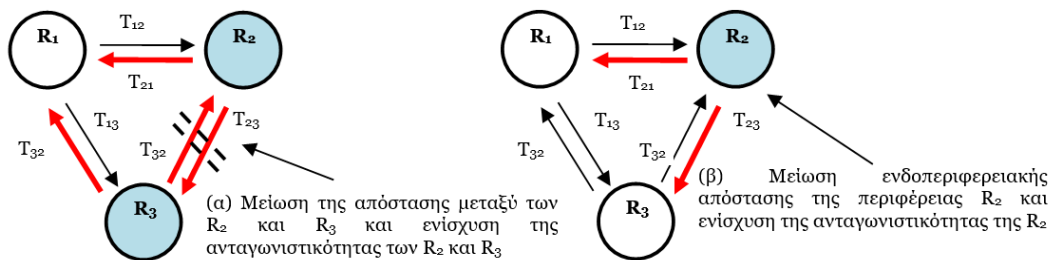 R₁
T₁₂
R₂
T₂₁
T₁₃
T₃₂
T₃₂
T₂₃
R₃
(α) Μείωση της απόστασης μεταξύ των
R₂ και R₃ και ενίσχυση της
ανταγωνιστικότητας των R₂ και R₃
R₁
T₁₂
R₂
T₂₁
T₁₃
T₃₂
T₃₂
T₂₃
R₃
(β) Μείωση ενδοπεριφερειακής
απόστασης της περιφέρειας R₂ και
ενίσχυση της ανταγωνιστικότητας της R₂